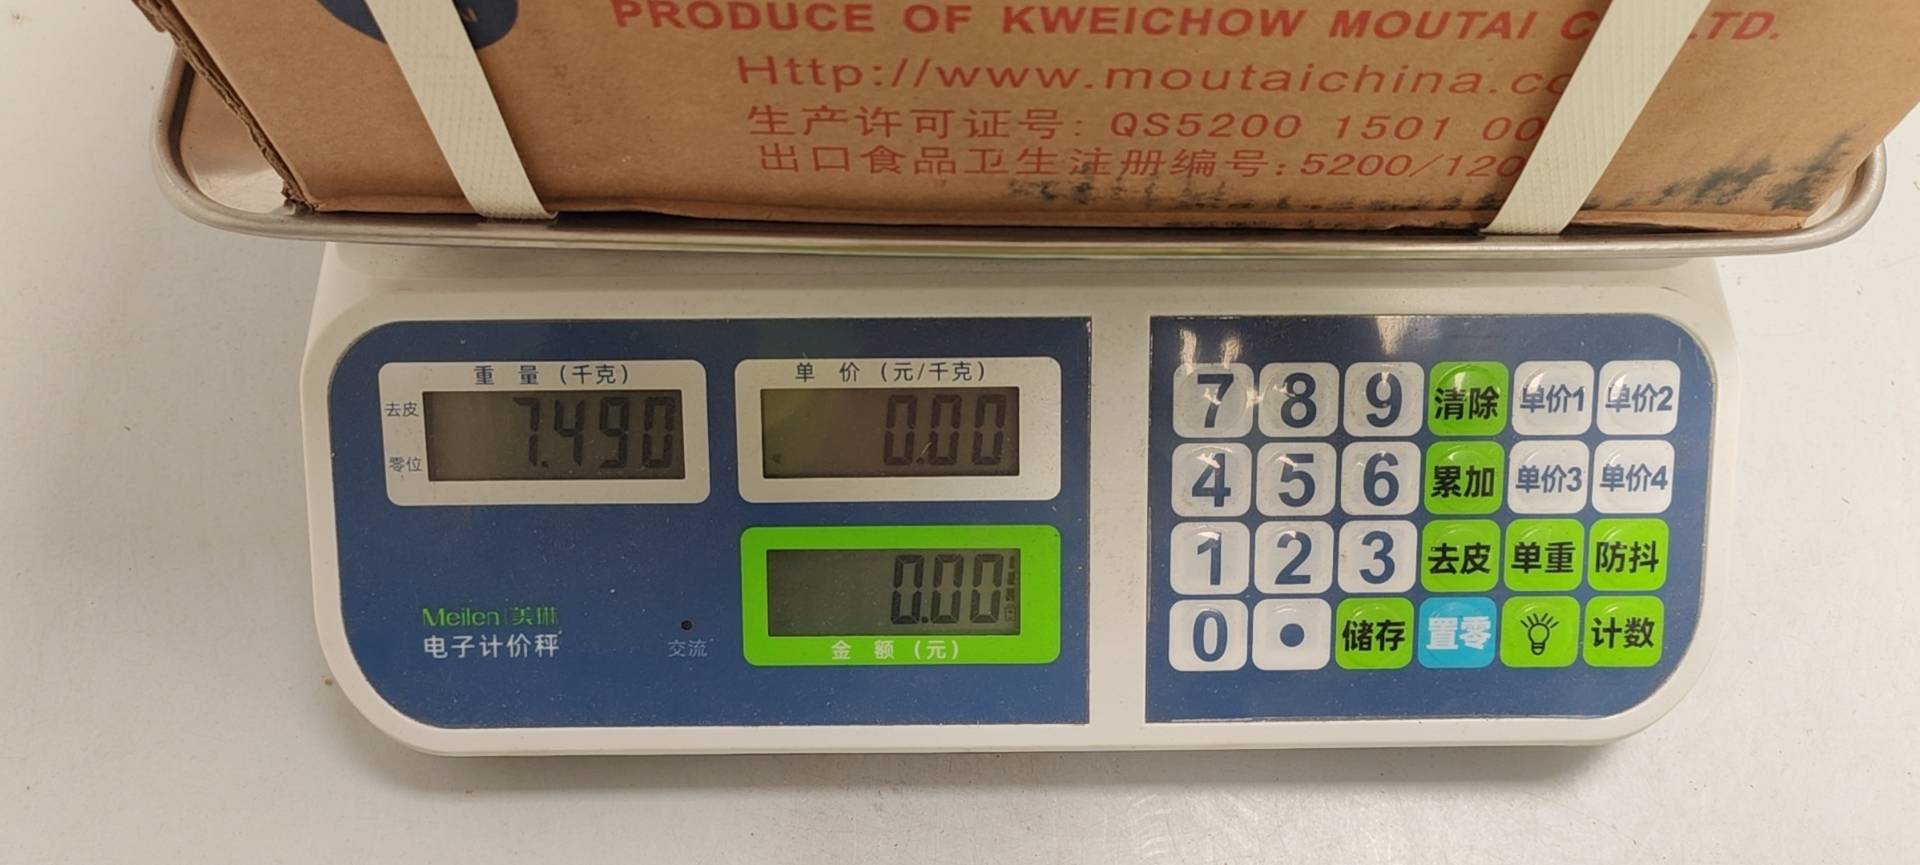 PRODUCE OF KWEICHOW MOUTAI LTD.
Http://www.moutaichina.co
生产许可证号: QS5200 1501 00
出口食品卫生注册编号:5200/120
重量(千克)
单价(元/千克)
去皮
零位
7.490
0.00
0.00
金额(元)
Meilen 美琳
电子计价秤
交流
7 8 9 清除 单价1 单价2
4 5 6 累加 单价3 单价4
1 2 3 去皮 单重 防抖
0 • 储存 置零 计数